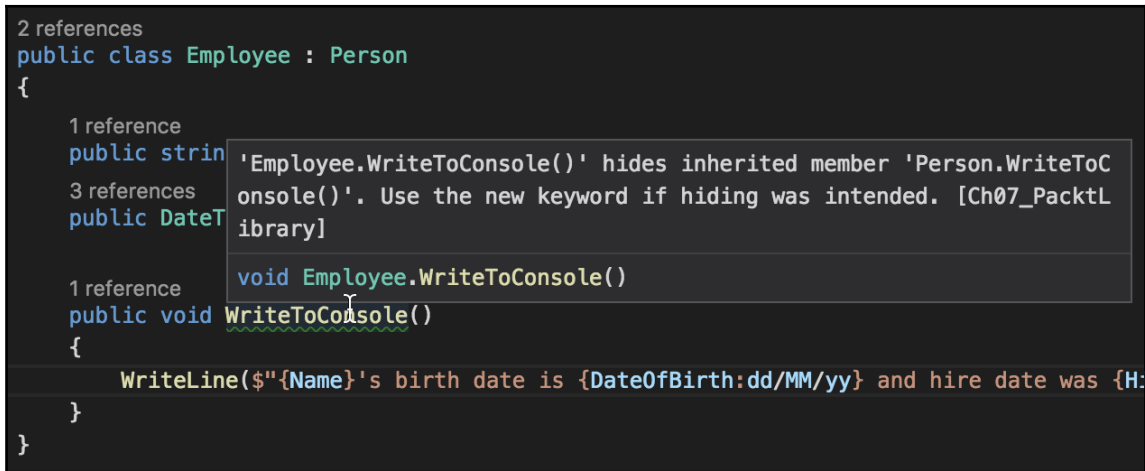 2 references
public class Employee : Person
{
1 reference
public strin
'Employee.WriteToConsole()' hides inherited member 'Person.WriteToC
3 references
onsole()'. Use the new keyword if hiding was intended. [Ch07_PacktL
public DateT
ibrary]
void Employee.WriteToConsole()
1 reference
public void WriteToConsole()
{
WriteLine($"{Name}'s birth date is {DateOfBirth:dd/MM/yy} and hire date was {Hi
}
}